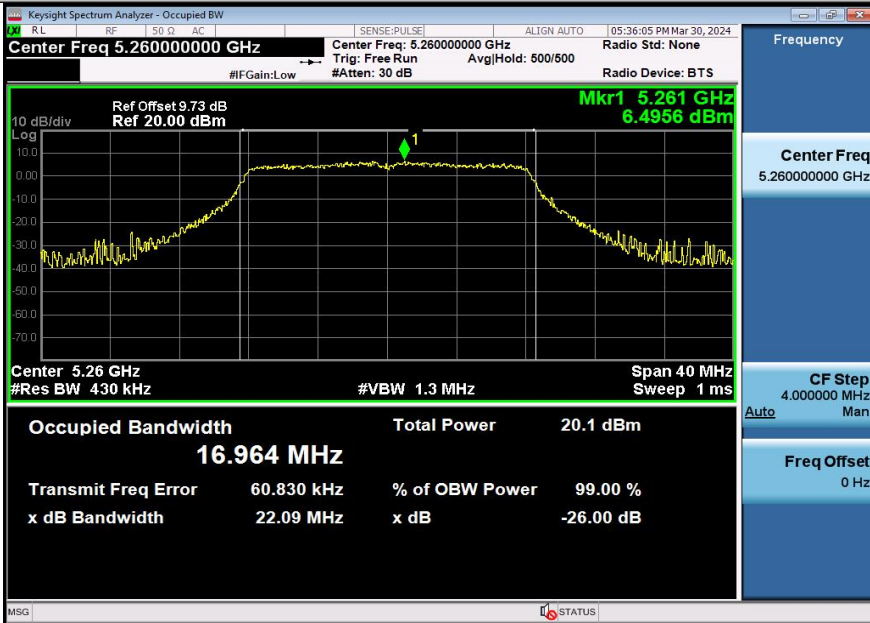 Keysight Spectrum Analyzer - Occupied BW
LXI RL RF 50 Ω AC SENSE:PULSE ALIGN AUTO 05:36:05 PM Mar 30, 2024
Center Freq 5.260000000 GHz
Center Freq: 5.260000000 GHz Radio Std: None
Trig: Free Run Avg|Hold: 500/500
#IFGain:Low #Atten: 30 dB Radio Device: BTS
Ref Offset 9.73 dB Mkr1 5.261 GHz
10 dB/div Ref 20.00 dBm 6.4956 dBm
Log
1
10.0
0.00
-10.0
-20.0
-30.0
-40.0
-50.0
-60.0
-70.0
Center 5.26 GHz Span 40 MHz
#Res BW 430 kHz #VBW 1.3 MHz Sweep 1 ms
Occupied Bandwidth Total Power 20.1 dBm
16.964 MHz
Transmit Freq Error 60.830 kHz % of OBW Power 99.00 %
x dB Bandwidth 22.09 MHz x dB -26.00 dB
MSG STATUS
Frequency
Center Freq
5.260000000 GHz
CF Step
4.000000 MHz
Auto Man
Freq Offset
0 Hz